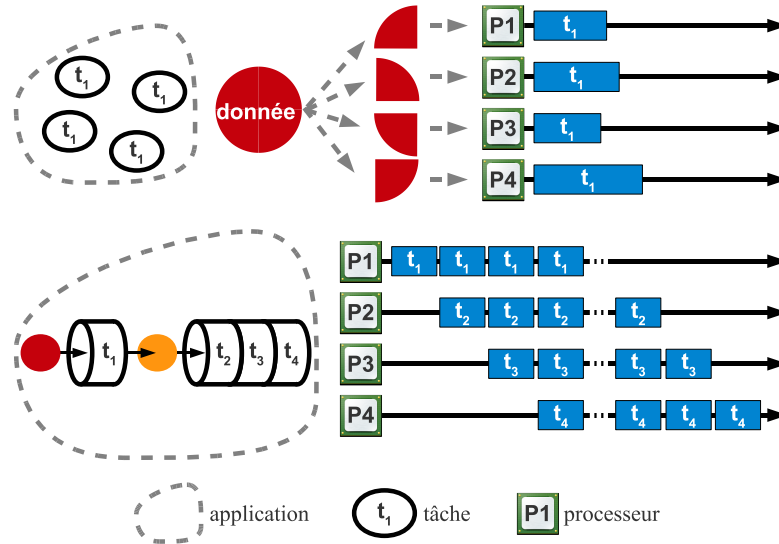 t1
t1
t1
t1
donnée
P1 t1
P2 t1
P3 t1
P4 t1
P1 t1 t1 t1 t1
P2 t2 t2 t2 t2
P3 t3 t3 t3 t3
P4 t4 t4 t4 t4
t1 t2 t3 t4
application
t1 tâche
P1 processeur